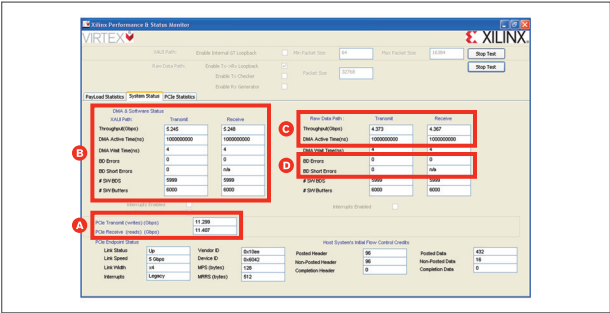 Xilinx Performance & Status Monitor
VIRTEX
XILINX
XAUI Path: Enable Internal GT Loopback Min Packet Size 64 Max Packet Size 16384 Stop Test
Raw Data Path: Enable Tx-->Rx Loopback Stop Test
Enable Tx Checker Packet Size 32768
Enable Rx Generator
PayLoad Statistics System Status PCIe Statistics
DMA & Software Status
XAUI Path: Transmit Receive Raw Data Path: Transmit Receive
Throughput(Gbps) 5.245 5.248 C Throughput(Gbps) 4.373 4.367
DMA Active Time(ns) 1000000000 1000000000 DMA Active Time(ns) 1000000000 1000000000
B DMA Wait Time(ns) 4 4 DMA Wait Time(ns) 4 4
BD Errors 0 0 D BD Errors 0 0
BD Short Errors 0 n/a BD Short Errors 0 n/a
# SW BDS 5999 5999 # SW BDS 5999 5999
# SW Buffers 6000 6000 # SW Buffers 6000 6000
Interrupts Enabled Interrupts Enabled
A PCIe Transmit (writes) (Gbps) 11.289
PCIe Receive (reads) (Gbps) 11.407
PCIe Endpoint Status Host System's Initial Flow Control Credits
Link Status Up Vendor ID 0x10ee Posted Header 96 Posted Data 432
Link Speed 5 Gbps Device ID 0x6042 Non-Posted Header 96 Non-Posted Data 16
Link Width x4 MPS (bytes) 128 Completion Header 0 Completion Data 0
Interrupts Legacy MRRS (bytes) 512